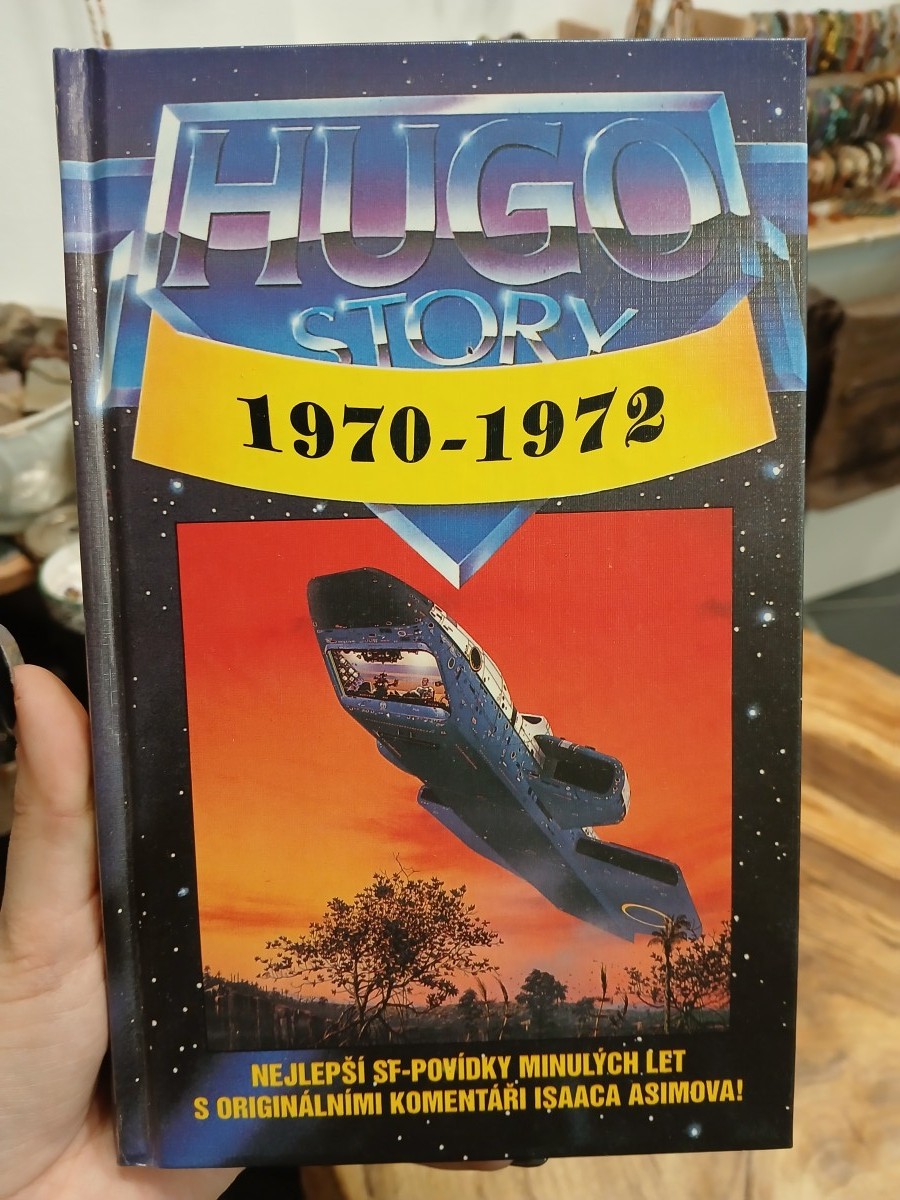 HUGO
STORY
1970-1972
NEJLEPŠÍ SF-POVÍDKY MINULÝCH LET
S ORIGINÁLNÍMI KOMENTÁŘI ISAACA ASIMOVA!